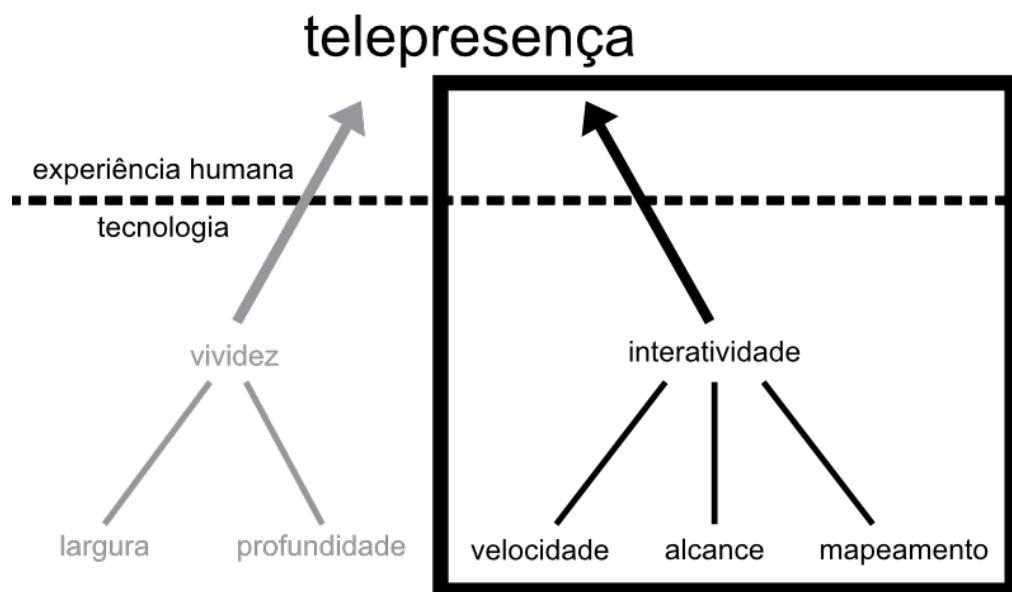 telepresença
experiência humana
tecnologia
vividez
interatividade
largura
profundidade
velocidade
alcance
mapeamento